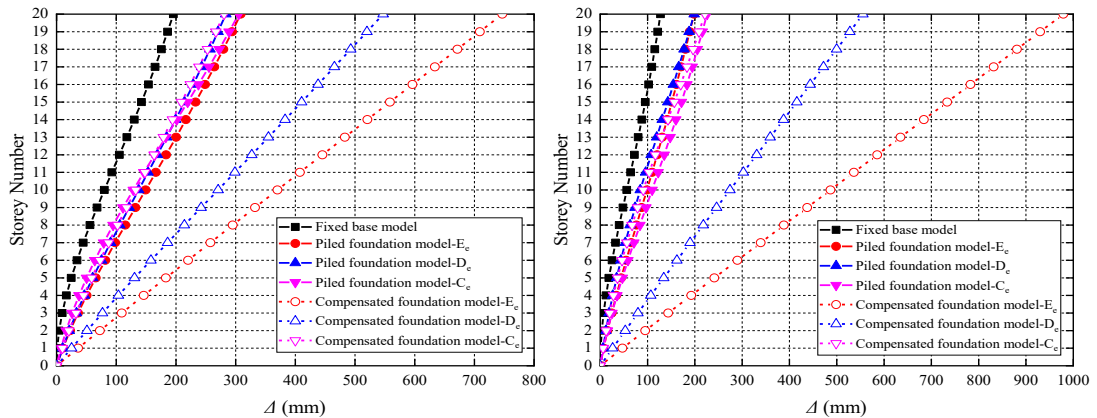 20
19
18
17
16
15
14
13
12
11
10
9
8
7
6
5
4
3
2
1
0
Storey Number
Fixed base model
Piled foundation model-Ee
Piled foundation model-De
Piled foundation model-Ce
Compensated foundation model-Ee
Compensated foundation model-De
Compensated foundation model-Ce
0 100 200 300 400 500 600 700 800
Δ (mm)
20
19
18
17
16
15
14
13
12
11
10
9
8
7
6
5
4
3
2
1
0
Storey Number
Fixed base model
Piled foundation model-Ee
Piled foundation model-De
Piled foundation model-Ce
Compensated foundation model-Ee
Compensated foundation model-De
Compensated foundation model-Ce
0 100 200 300 400 500 600 700 800 900 1000
Δ (mm)